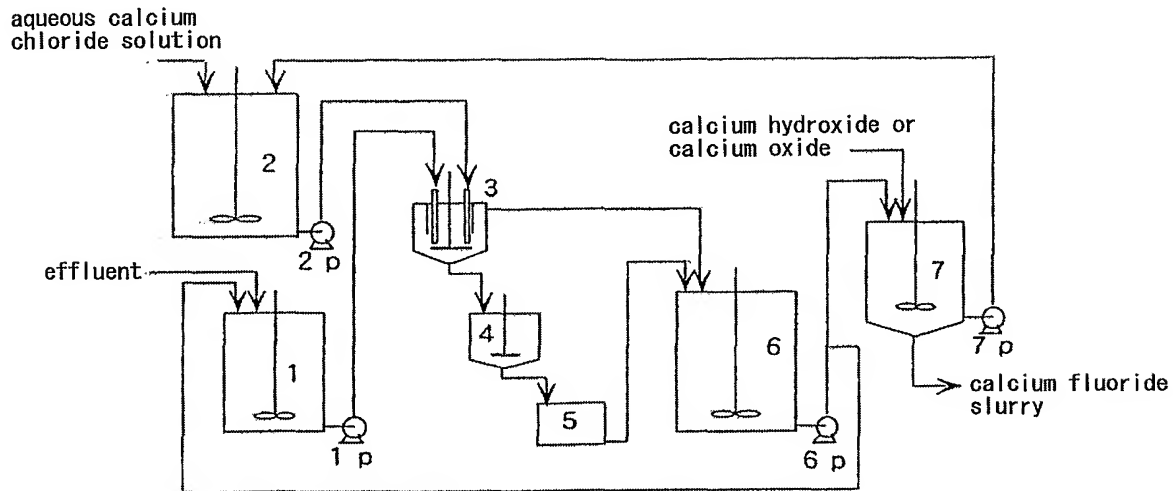 aqueous calcium
chloride solution
calcium hydroxide or
calcium oxide
2
3
2 p
effluent
7
4
6
1
7 p
calcium fluoride
slurry
5
1 p
6 p